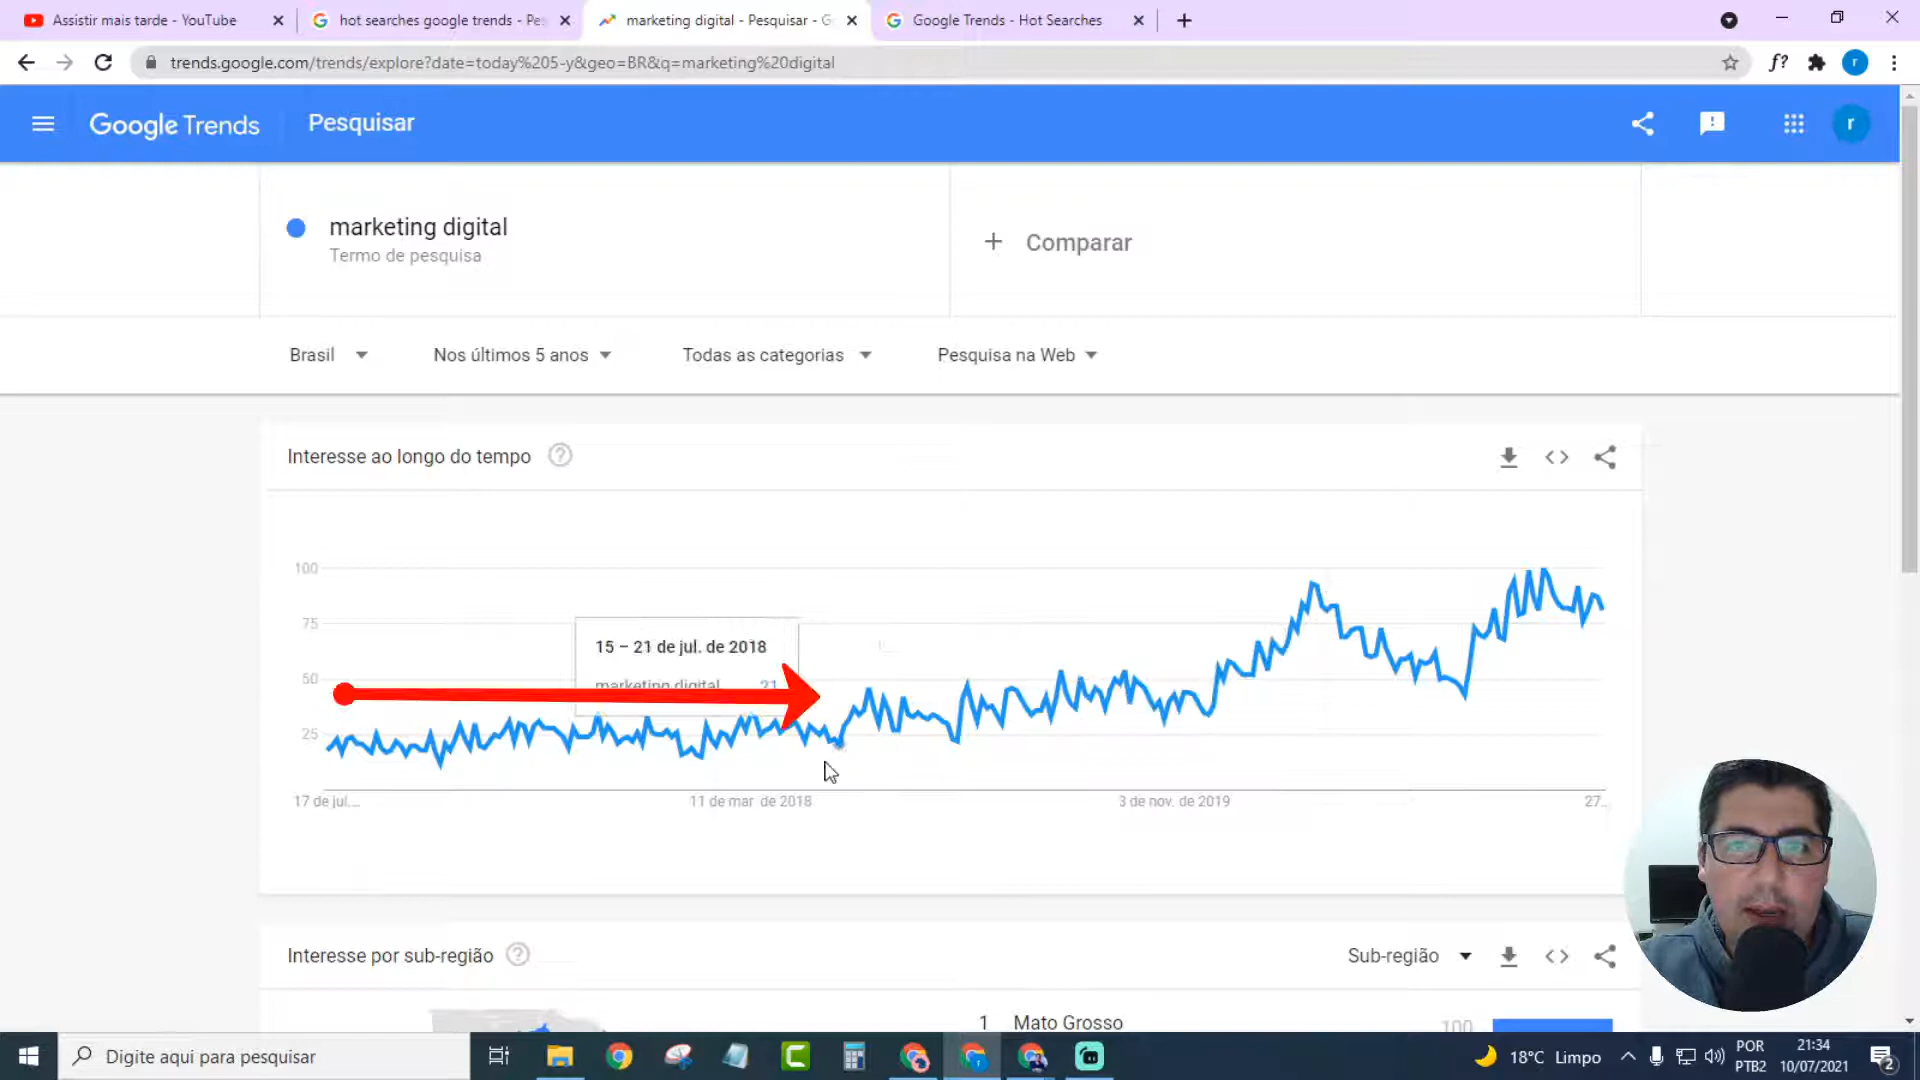 Assistir mais tarde - YouTube
hot searches google trends - Pes
marketing digital - Pesquisar - G
Google Trends - Hot Searches
trends.google.com/trends/explore?date=today%205-y&geo=BR&q=marketing%20digital
f?
r
Google Trends
Pesquisar
r
marketing digital
Termo de pesquisa
+ Comparar
Brasil
Nos últimos 5 anos
Todas as categorias
Pesquisa na Web
Interesse ao longo do tempo
100
75
50
25
15 – 21 de jul. de 2018
marketing digital 21
17 de jul....
11 de mar de 2018
3 de nov. de 2019
27...
Interesse por sub-região
Sub-região
1 Mato Grosso 100
Digite aqui para pesquisar
18°C Limpo
POR
PTB2
21:34
10/07/2021
2